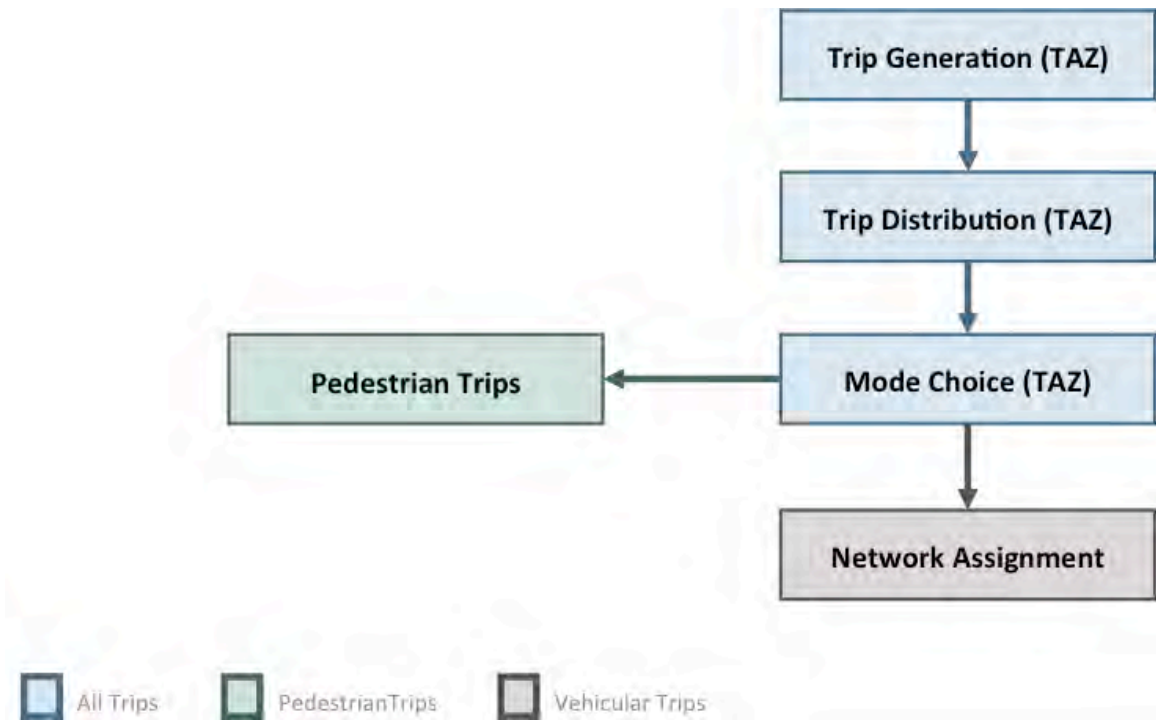 Trip Generation (TAZ)
Trip Distribution (TAZ)
Pedestrian Trips
Mode Choice (TAZ)
Network Assignment
All Trips
PedestrianTrips
Vehicular Trips